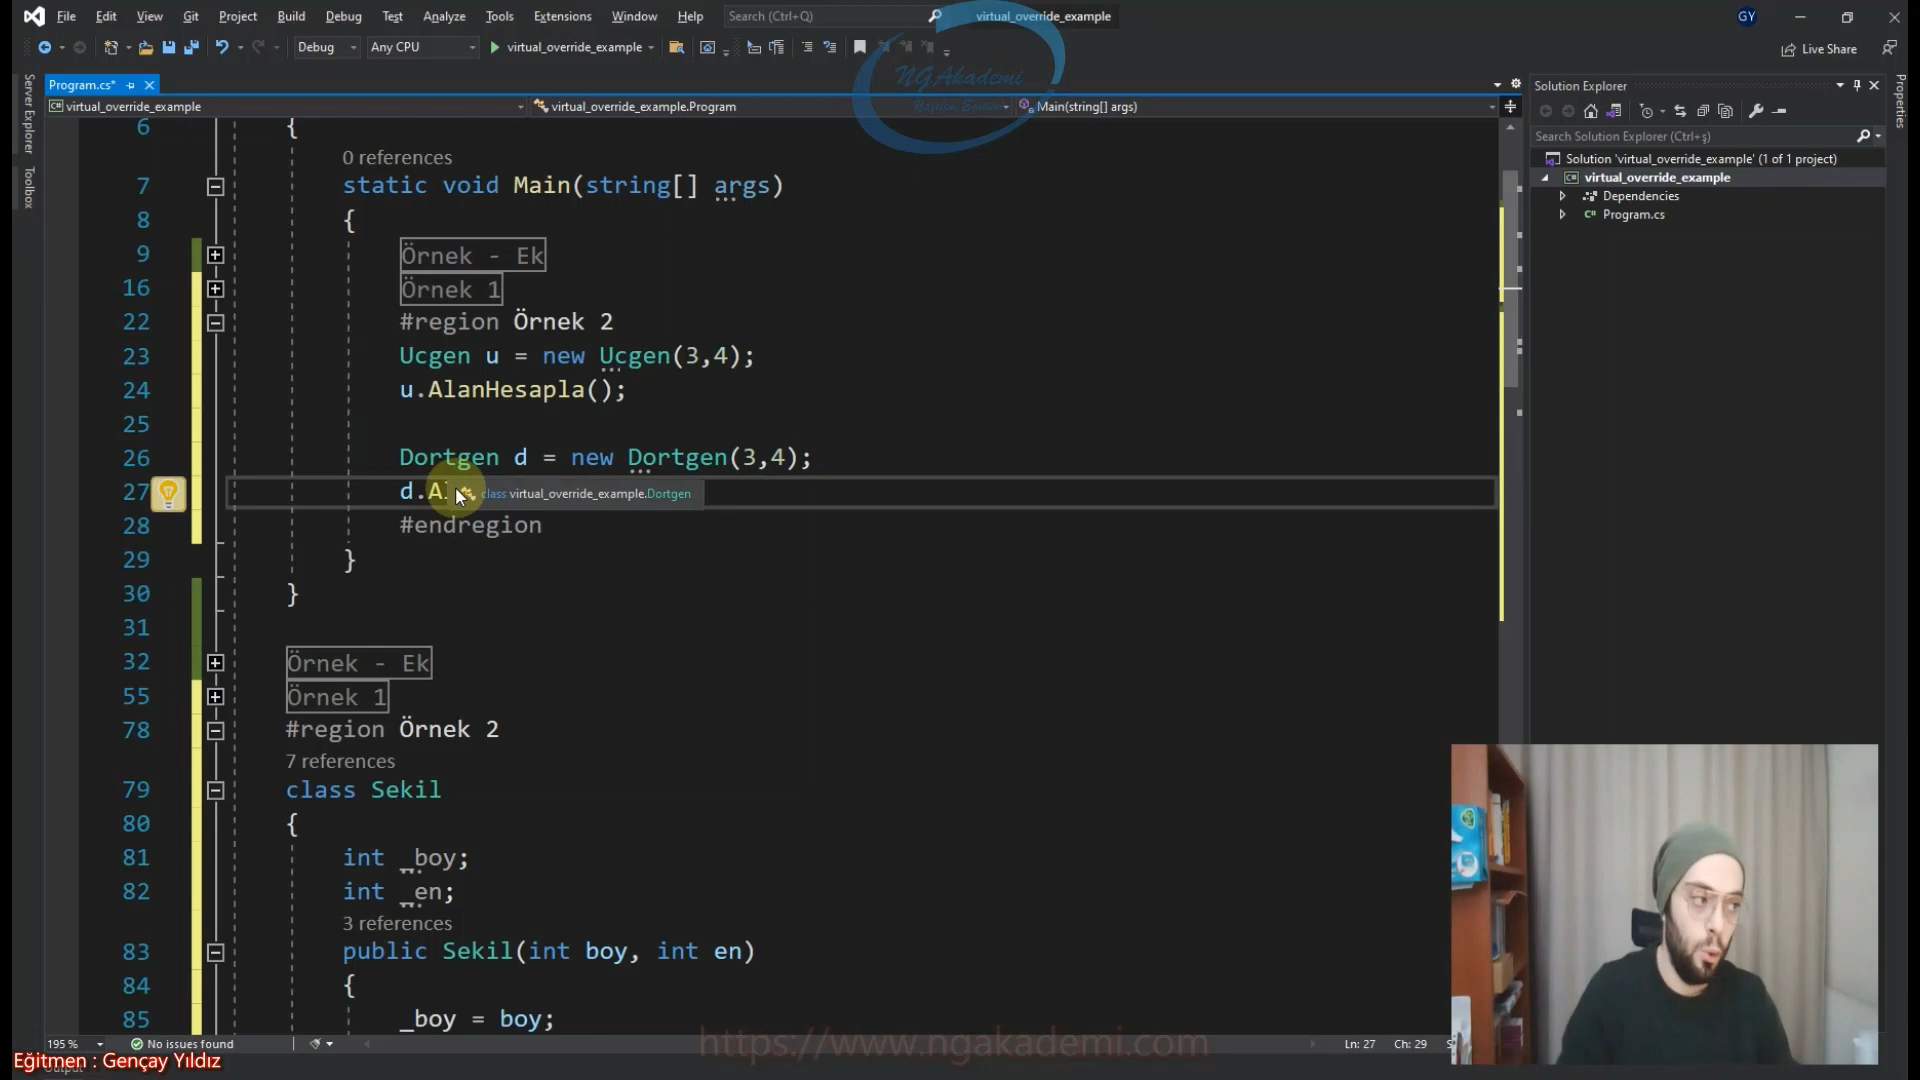 File Edit View Git Project Build Debug Test Analyze Tools Extensions Window Help Search (Ctrl+Q) virtual_override_example GY
Debug Any CPU virtual_override_example Live Share
NGAkademi
Server Explorer
Toolbox
Properties
Program.cs*
virtual_override_example virtual_override_example.Program Main(string[] args)
6 {
0 references
7 static void Main(string[] args)
8 {
9 Örnek - Ek
16 Örnek 1
22 #region Örnek 2
23 Ucgen u = new Ucgen(3,4);
24 u.AlanHesapla();
25
26 Dortgen d = new Dortgen(3,4);
27 d.Al class virtual_override_example.Dortgen
28 #endregion
29 }
30 }
31
32 Örnek - Ek
55 Örnek 1
78 #region Örnek 2
7 references
79 class Sekil
80 {
81 int _boy;
82 int _en;
3 references
83 public Sekil(int boy, int en)
84 {
85 _boy = boy;
195 % No issues found Ln: 27 Ch: 29
Solution Explorer
Search Solution Explorer (Ctrl+ş)
Solution 'virtual_override_example' (1 of 1 project)
virtual_override_example
Dependencies
C# Program.cs
https://www.ngakademi.com
Eğitmen : Gençay Yıldız